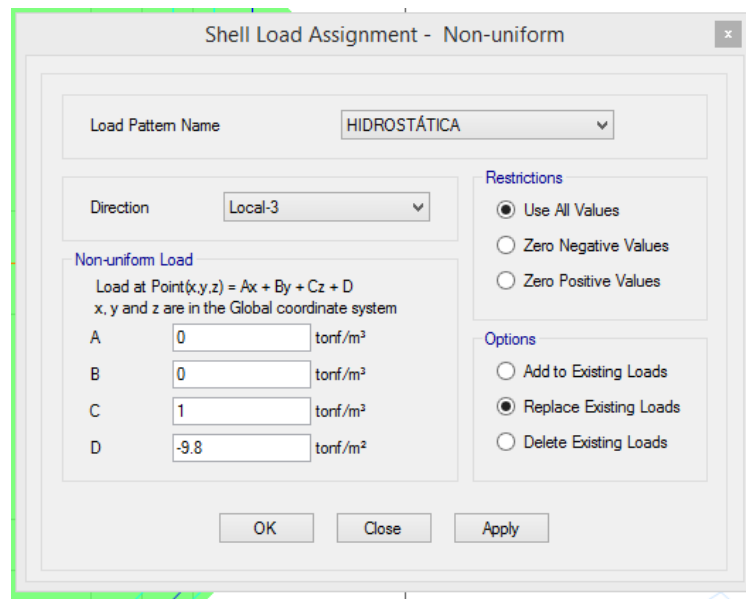 Shell Load Assignment - Non-uniform
x
Load Pattern Name
HIDROSTÁTICA
Direction
Local-3
Restrictions
Use All Values
Zero Negative Values
Zero Positive Values
Non-uniform Load
Load at Point(x,y,z) = Ax + By + Cz + D
x, y and z are in the Global coordinate system
A 0 tonf/m³
B 0 tonf/m³
C 1 tonf/m³
D -9.8 tonf/m²
Options
Add to Existing Loads
Replace Existing Loads
Delete Existing Loads
OK Close Apply